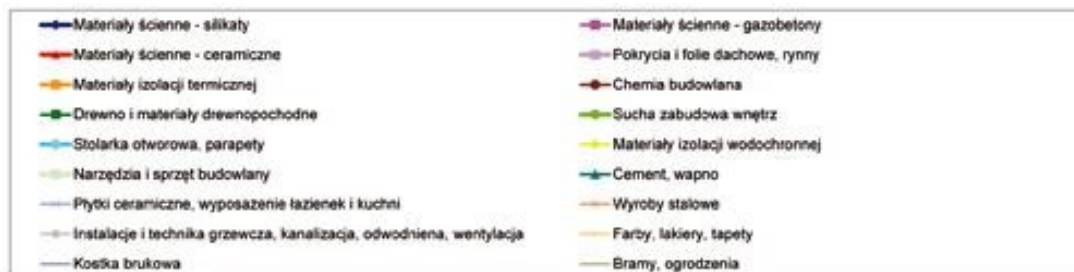 Materiały ścienne - silikaty
Materiały ścienne - gazobetony
Materiały ścienne - ceramiczne
Pokrycia i folie dachowe, rynny
Materiały izolacji termicznej
Chemia budowlana
Drewno i materiały drewnopochodne
Sucha zabudowa wnętrz
Stolarka otworowa, parapety
Materiały izolacji wodochronnej
Narzędzia i sprzęt budowlany
Cement, wapno
Płytki ceramiczne, wyposażenie łazienek i kuchni
Wyroby stalowe
Instalacje i technika grzewcza, kanalizacja, odwodniena, wentylacja
Farby, lakiery, tapety
Kostka brukowa
Bramy, ogrodzenia